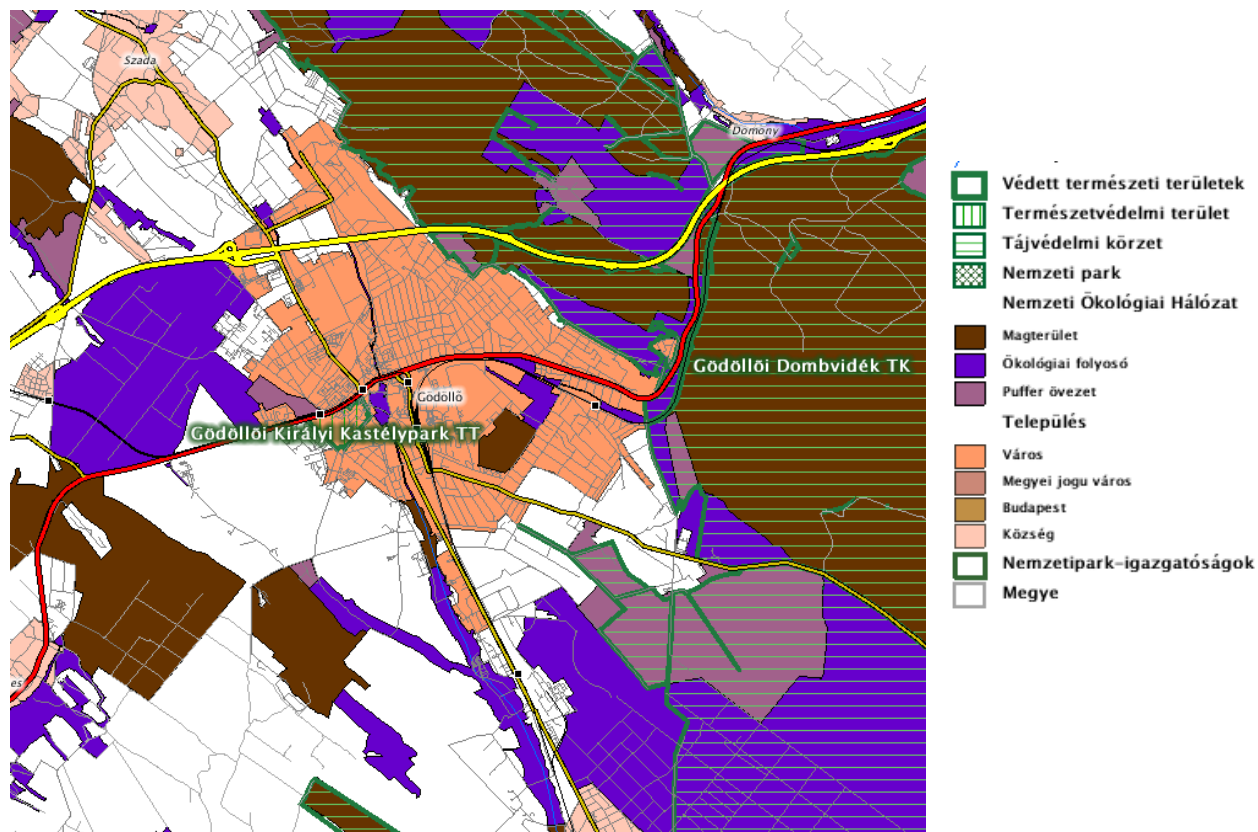 Szada
Domony
Gödöllői Dombvidék TK
Gödöllő
Gödöllői Királyi Kastélypark TT
es
Védett természeti területek
Természetvédelmi terület
Tájvédelmi körzet
Nemzeti park
Nemzeti Ökológiai Hálózat
Magterület
Ökológiai folyosó
Puffer övezet
Település
Város
Megyei jogu város
Budapest
Község
Nemzetipark-igazgatóságok
Megye